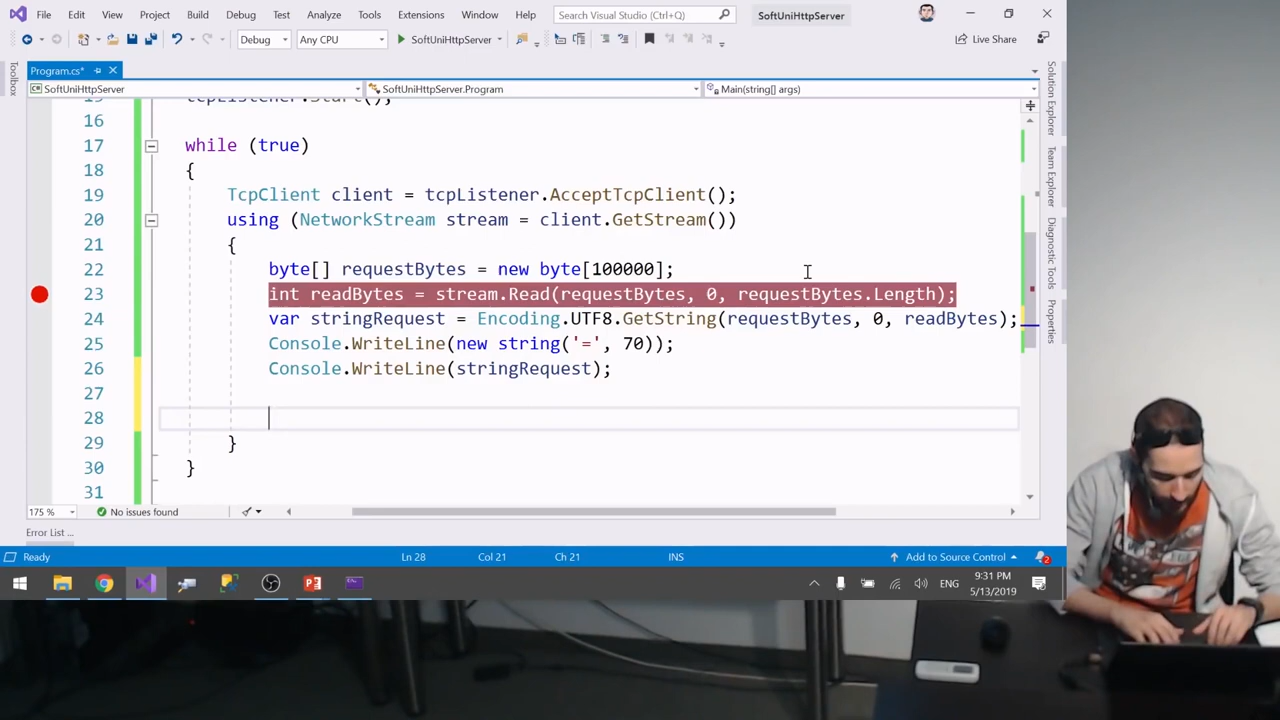 File Edit View Project Build Debug Test Analyze Tools Extensions Window Help Search Visual Studio (Ctrl+Q) SoftUniHttpServer
Debug Any CPU SoftUniHttpServer Live Share
Program.cs*
SoftUniHttpServer SoftUniHttpServer.Program Main(string[] args)
Toolbox
Solution Explorer
Team Explorer
Diagnostic Tools
Properties
15 tcpListener.Start();
16
17 while (true)
18 {
19 TcpClient client = tcpListener.AcceptTcpClient();
20 using (NetworkStream stream = client.GetStream())
21 {
22 byte[] requestBytes = new byte[100000];
23 int readBytes = stream.Read(requestBytes, 0, requestBytes.Length);
24 var stringRequest = Encoding.UTF8.GetString(requestBytes, 0, readBytes);
25 Console.WriteLine(new string('=', 70));
26 Console.WriteLine(stringRequest);
27
28
29 }
30 }
31
175 % No issues found
Error List ...
Ready Ln 28 Col 21 Ch 21 INS Add to Source Control 2
ENG 9:31 PM
5/13/2019